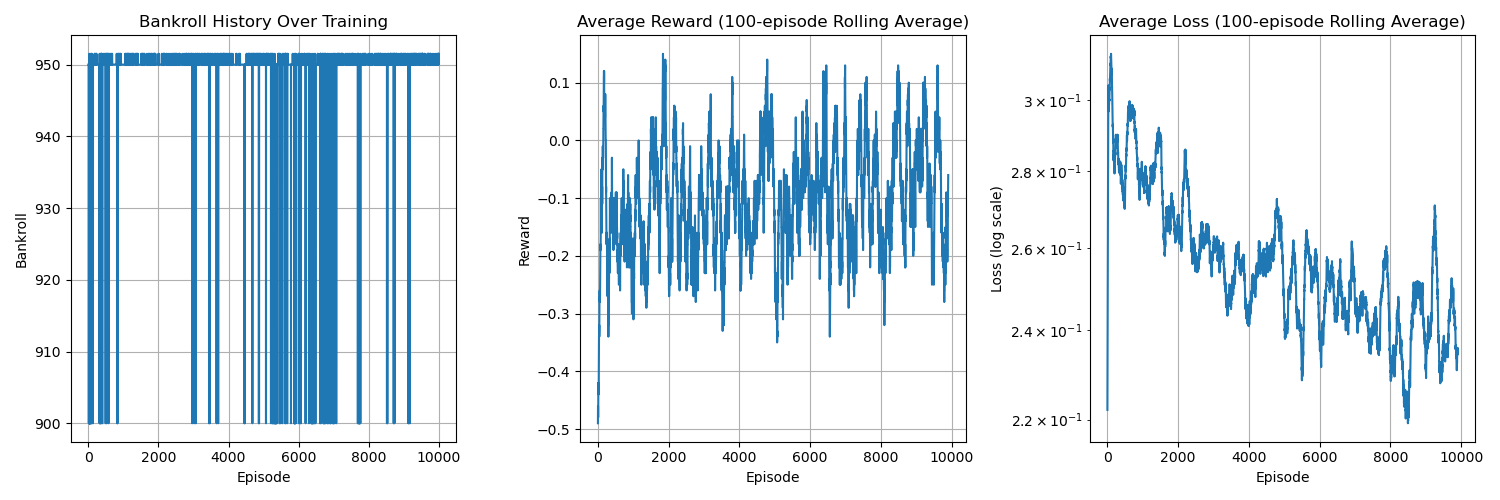 Bankroll History Over Training
950
940
930
920
910
900
Bankroll
0 2000 4000 6000 8000 10000
Episode
Average Reward (100-episode Rolling Average)
0.1
0.0
−0.1
−0.2
−0.3
−0.4
−0.5
Reward
0 2000 4000 6000 8000 10000
Episode
Average Loss (100-episode Rolling Average)
3 × 10⁻¹
2.8 × 10⁻¹
2.6 × 10⁻¹
2.4 × 10⁻¹
2.2 × 10⁻¹
Loss (log scale)
0 2000 4000 6000 8000 10000
Episode